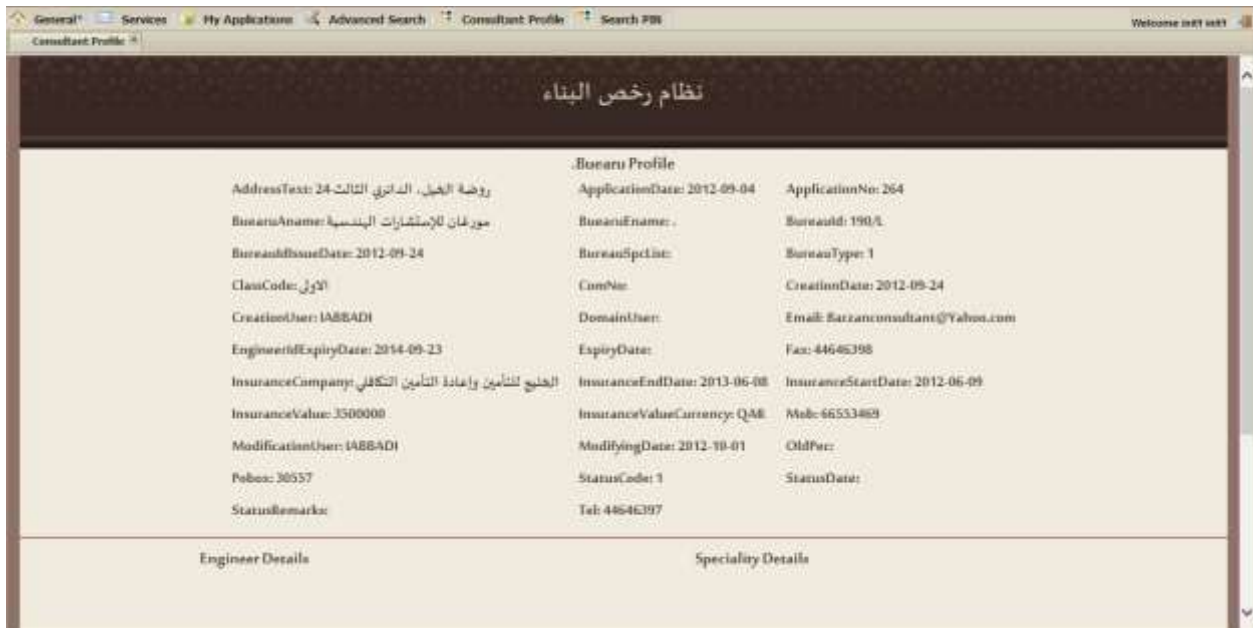 General* Services My Applications Advanced Search Consultant Profile Search PIN Welcome
Consultant Profile
نظام رخص البناء
.Buearu Profile
AddressText: روضة الخيل، الدائري الثالث-24 ApplicationDate: 2012-09-04 ApplicationNo: 264
BuearuAname: للإستشارات الهندسية BuearuEname: . BureauId: 190/L
BureauIdIssueDate: 2012-09-24 BureauSpcList: BureauType: 1
ClassCode: الاولى ComNo: CreationDate: 2012-09-24
CreationUser: IABBADI DomainUser: Email: Barzanconsultant@Yahoo.com
EngineerIdExpiryDate: 2014-09-23 ExpiryDate: Fax: 44646398
InsuranceCompany: الخليج للتأمين وإعادة التأمين التكافلي InsuranceEndDate: 2013-06-08 InsuranceStartDate: 2012-06-09
InsuranceValue: 3500000 InsuranceValueCurrency: QAR Mob: 66553469
ModificationUser: IABBADI ModifyingDate: 2012-10-01 OldPer:
Pobox: 30557 StatusCode: 1 StatusDate:
StatusRemarks: Tel: 44646397
Engineer Details Speciality Details